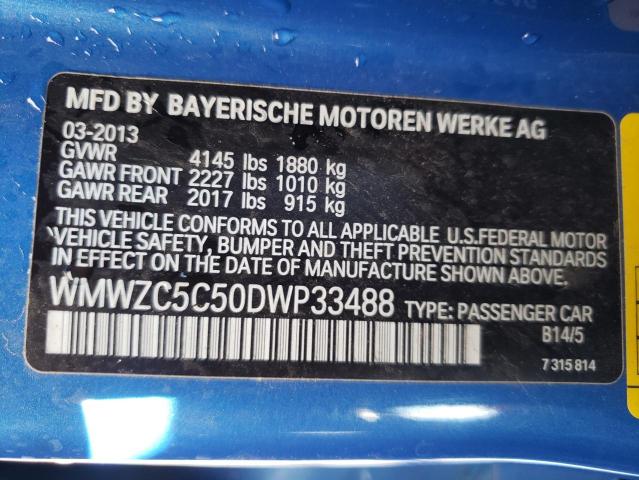 MFD BY BAYERISCHE MOTOREN WERKE AG
03-2013
GVWR 4145 lbs 1880 kg
GAWR FRONT 2227 lbs 1010 kg
GAWR REAR 2017 lbs 915 kg
THIS VEHICLE CONFORMS TO ALL APPLICABLE U.S.FEDERAL MOTOR
VEHICLE SAFETY, BUMPER AND THEFT PREVENTION STANDARDS
IN EFFECT ON THE DATE OF MANUFACTURE SHOWN ABOVE.
WMWZC5C50DWP33488 TYPE: PASSENGER CAR
B14/5
7 315 814